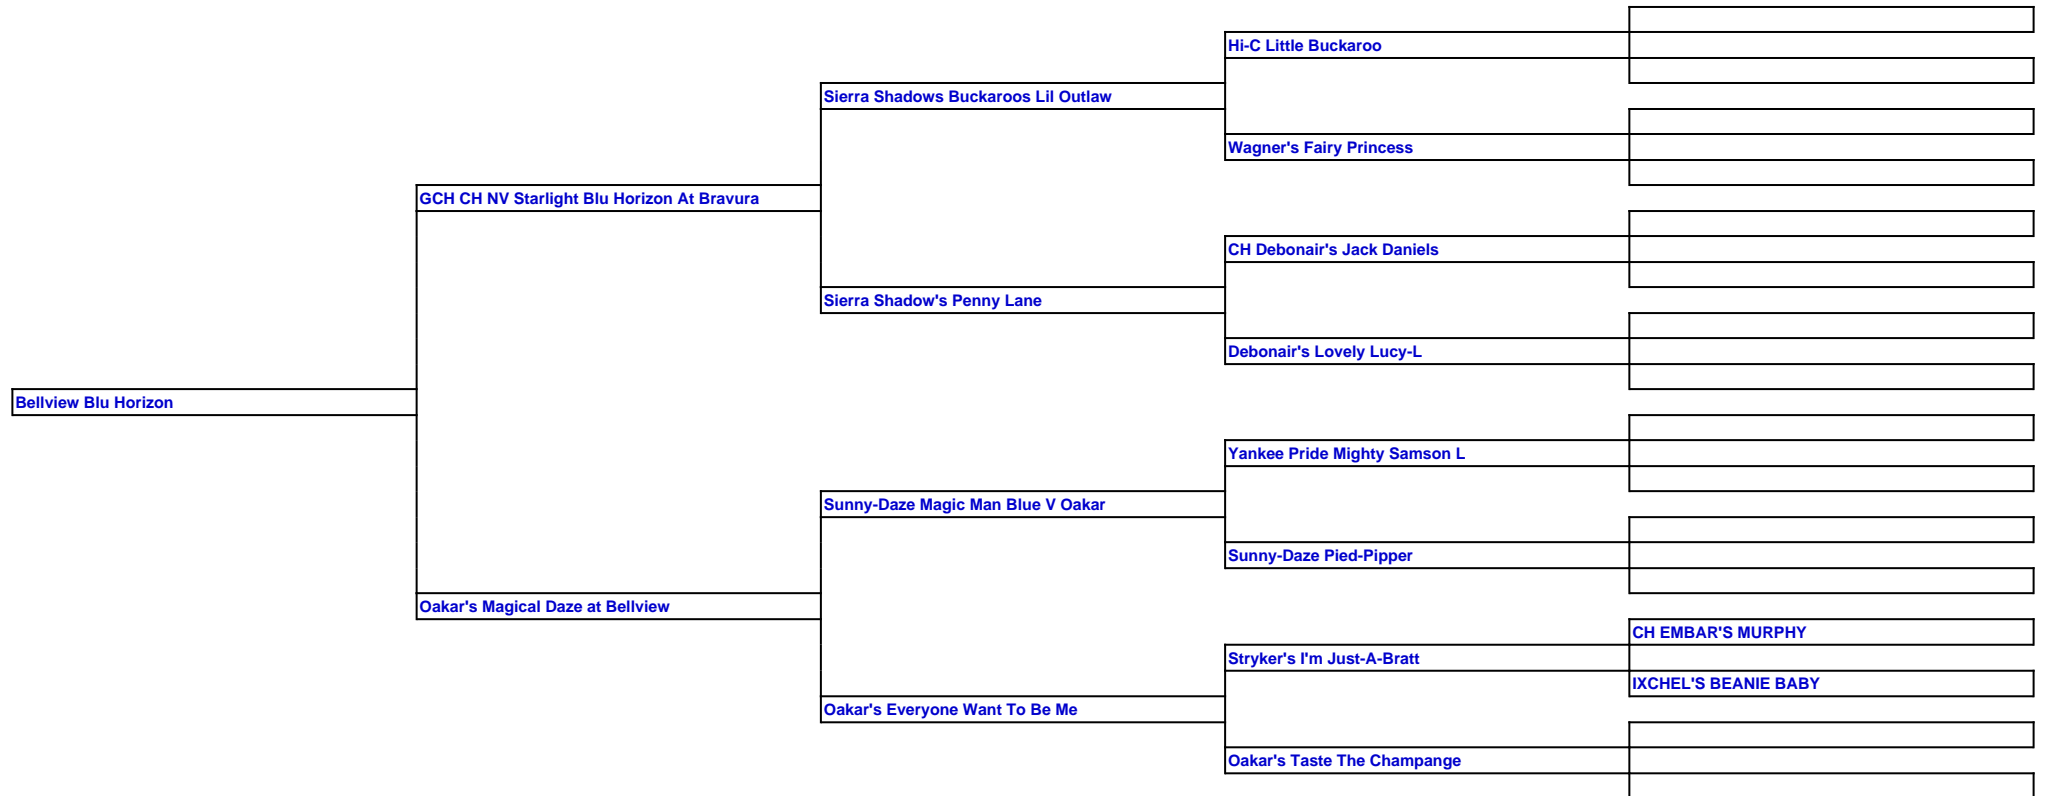 Hi-C Little Buckaroo
Sierra Shadows Buckaroos Lil Outlaw
Wagner's Fairy Princess
GCH CH NV Starlight Blu Horizon At Bravura
CH Debonair's Jack Daniels
Sierra Shadow's Penny Lane
Debonair's Lovely Lucy-L
Bellview Blu Horizon
Yankee Pride Mighty Samson L
Sunny-Daze Magic Man Blue V Oakar
Sunny-Daze Pied-Pipper
Oakar's Magical Daze at Bellview
CH EMBAR'S MURPHY
Stryker's I'm Just-A-Bratt
IXCHEL'S BEANIE BABY
Oakar's Everyone Want To Be Me
Oakar's Taste The Champange